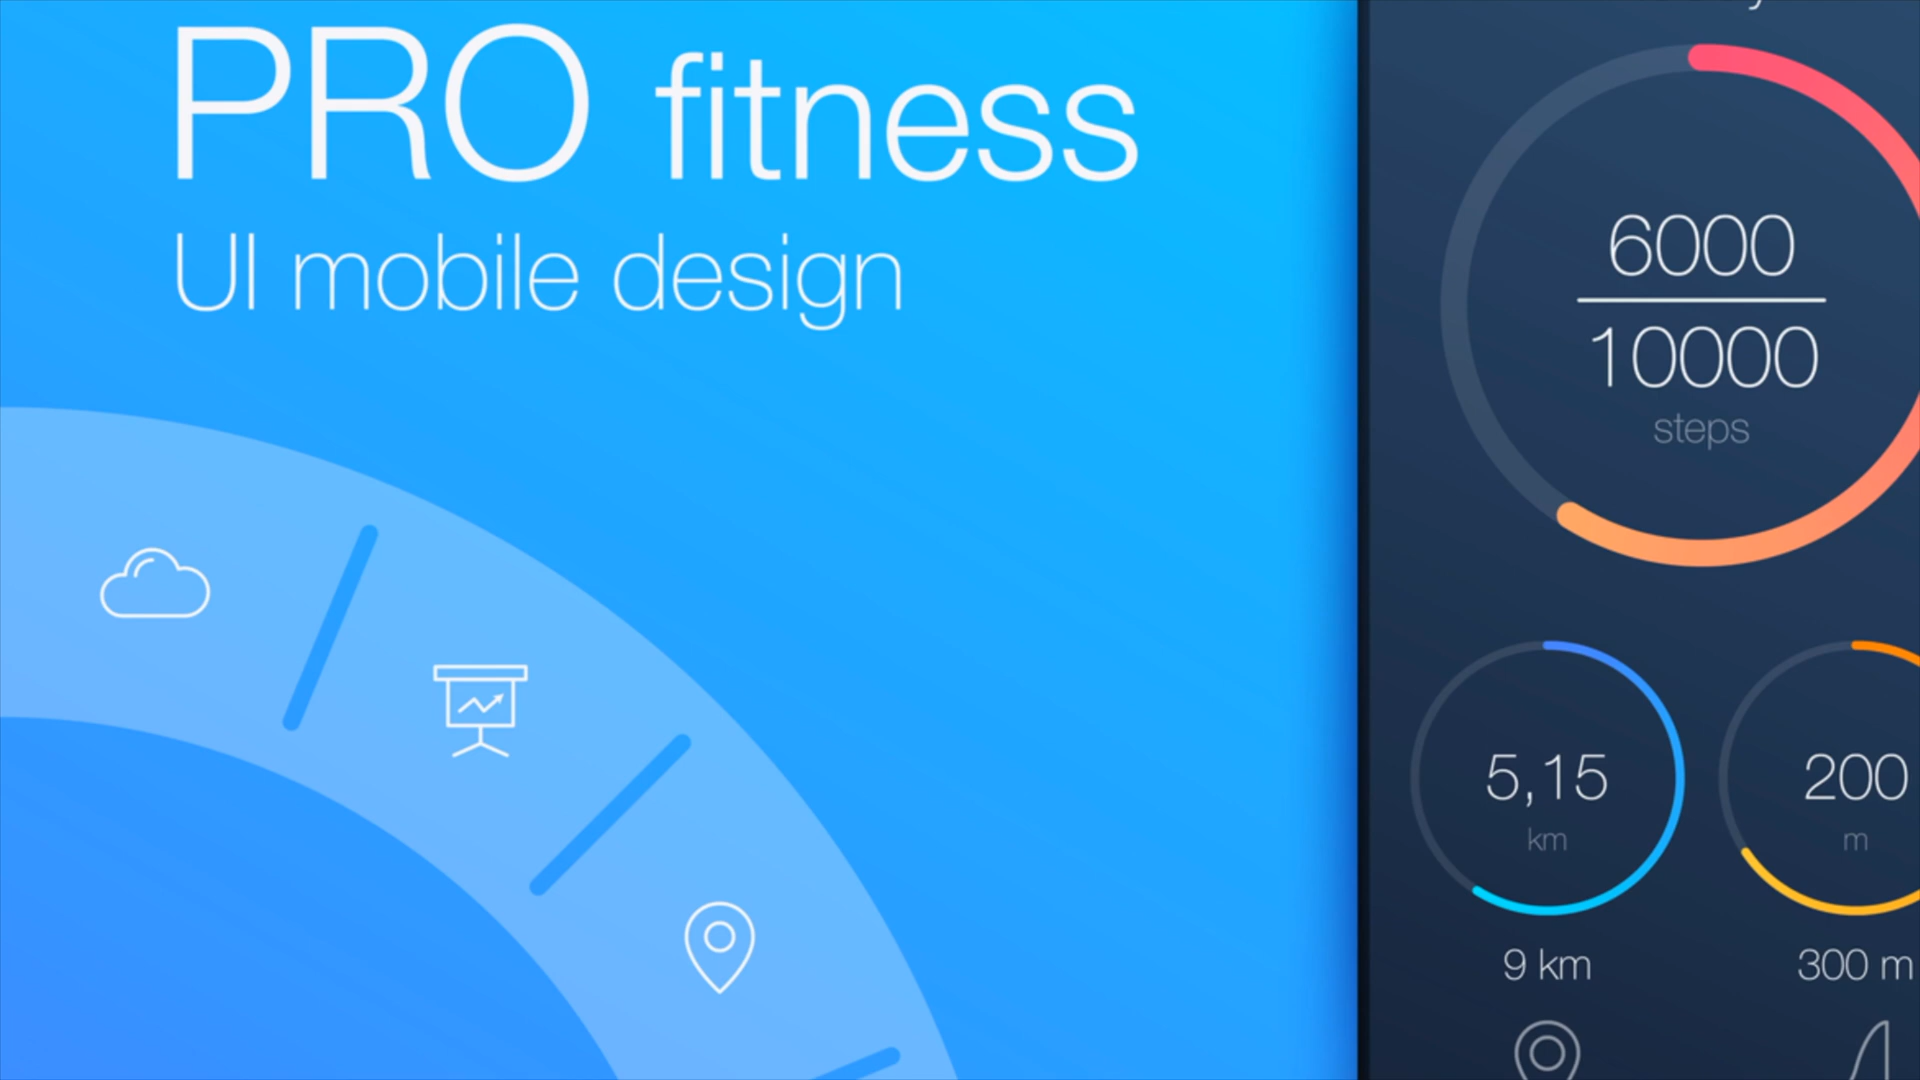 PRO fitness
UI mobile design
6000
10000
steps
5,15
km
9 km
200
m
300 m